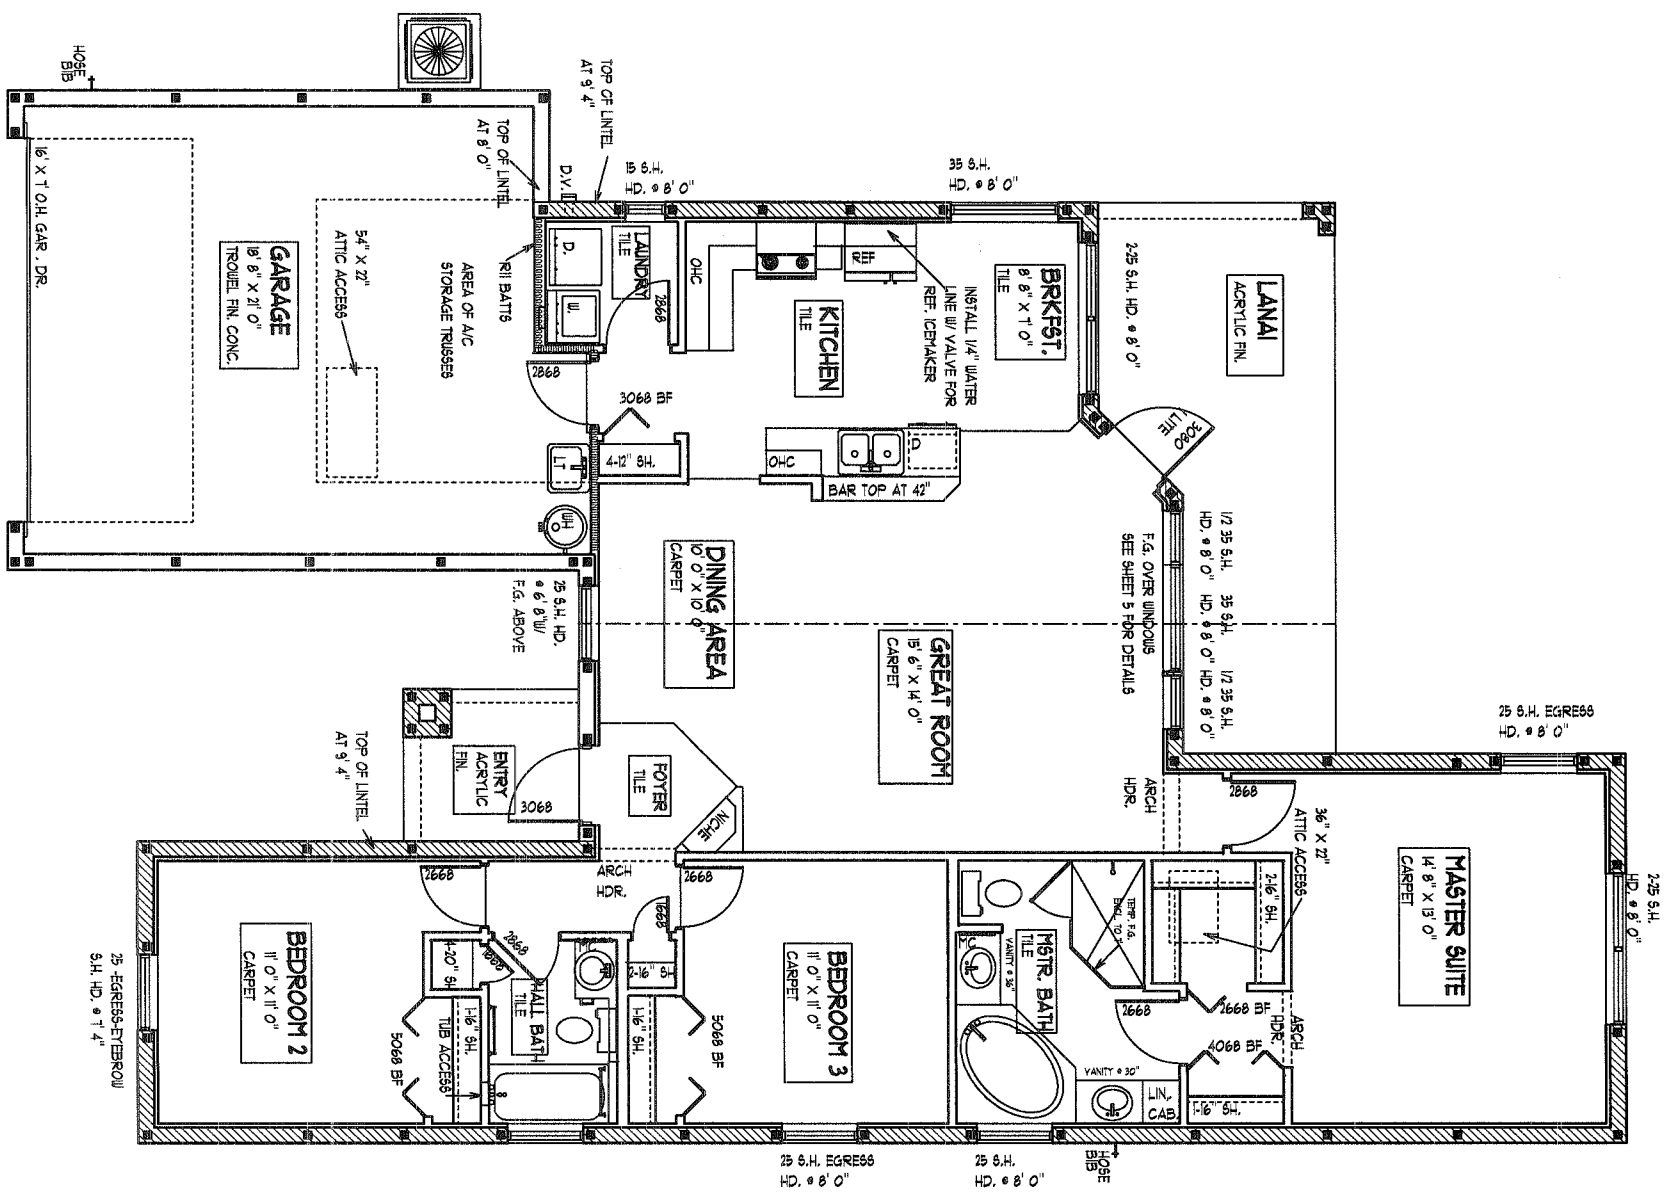 HOSE
BIB
TOP OF LINTEL
AT 9' 4"
TOP OF LINTEL
AT 8' 0"
D.V.
15 S.H.
HD. @ 8' 0"
35 S.H.
HD. @ 8' 0"
2-25 S.H. HD. @ 8' 0"
LANAI
ACRYLIC FIN.
16' X 7' O.H. GAR. DR.
GARAGE
18' 8" X 21' 0"
TROWEL FIN. CONC.
54" X 22"
ATTIC ACCESS
AREA OF A/C
STORAGE TRUSSES
R11 BATTS
D.
W.
LAUNDRY
TILE
2868
2868
OHC
REF
KITCHEN
TILE
INSTALL 1/4" WATER
LINE W/ VALVE FOR
REF. ICEMAKER
BRKFST.
8' 8" X 7' 0"
TILE
3080
1 LITE
3068 BF
4-12" SH.
LT
WH
OHC
D
BAR TOP AT 42"
F.G. OVER WINDOWS
SEE SHEET 5 FOR DETAILS
1/2 35 S.H.
HD. @ 8' 0"
35 S.H.
HD. @ 8' 0"
1/2 35 S.H.
HD. @ 8' 0"
DINING AREA
10' 0" X 10' 0"
CARPET
GREAT ROOM
15' 6" X 14' 0"
CARPET
25 S.H. HD.
@ 6' 8" W/
F.G. ABOVE
ENTRY
ACRYLIC
FIN.
3068
FOYER
TILE
NICHE
TOP OF LINTEL
AT 9' 4"
ARCH
HDR.
ARCH
HDR.
25 S.H. EGRESS
HD. @ 8' 0"
2868
36" X 22"
ATTIC ACCESS
MASTER SUITE
14' 8" X 13' 0"
CARPET
2-25 S.H.
HD. @ 8' 0"
2-16" SH.
2668
2668
1668
2868
1668
4-20" SH
2-16" SH
BEDROOM 2
11' 0" X 11' 0"
CARPET
25 -EGRESS-EYEBROW
S.H. HD. @ 7' 4"
5068 BF
1-16" SH.
TUB ACCESS
HALL BATH
TILE
1-16" SH.
5068 BF
BEDROOM 3
11' 0" X 11' 0"
CARPET
TEMP. F.G.
MC
VANITY @ 36"
MSTR. BATH
TILE
2668
2668 BF
ARCH
HDR.
4068 BF
VANITY @ 30"
LIN.
CAB.
1-16" SH.
25 S.H. EGRESS
HD. @ 8' 0"
25 S.H.
HD. @ 8' 0"
HOSE
BIB